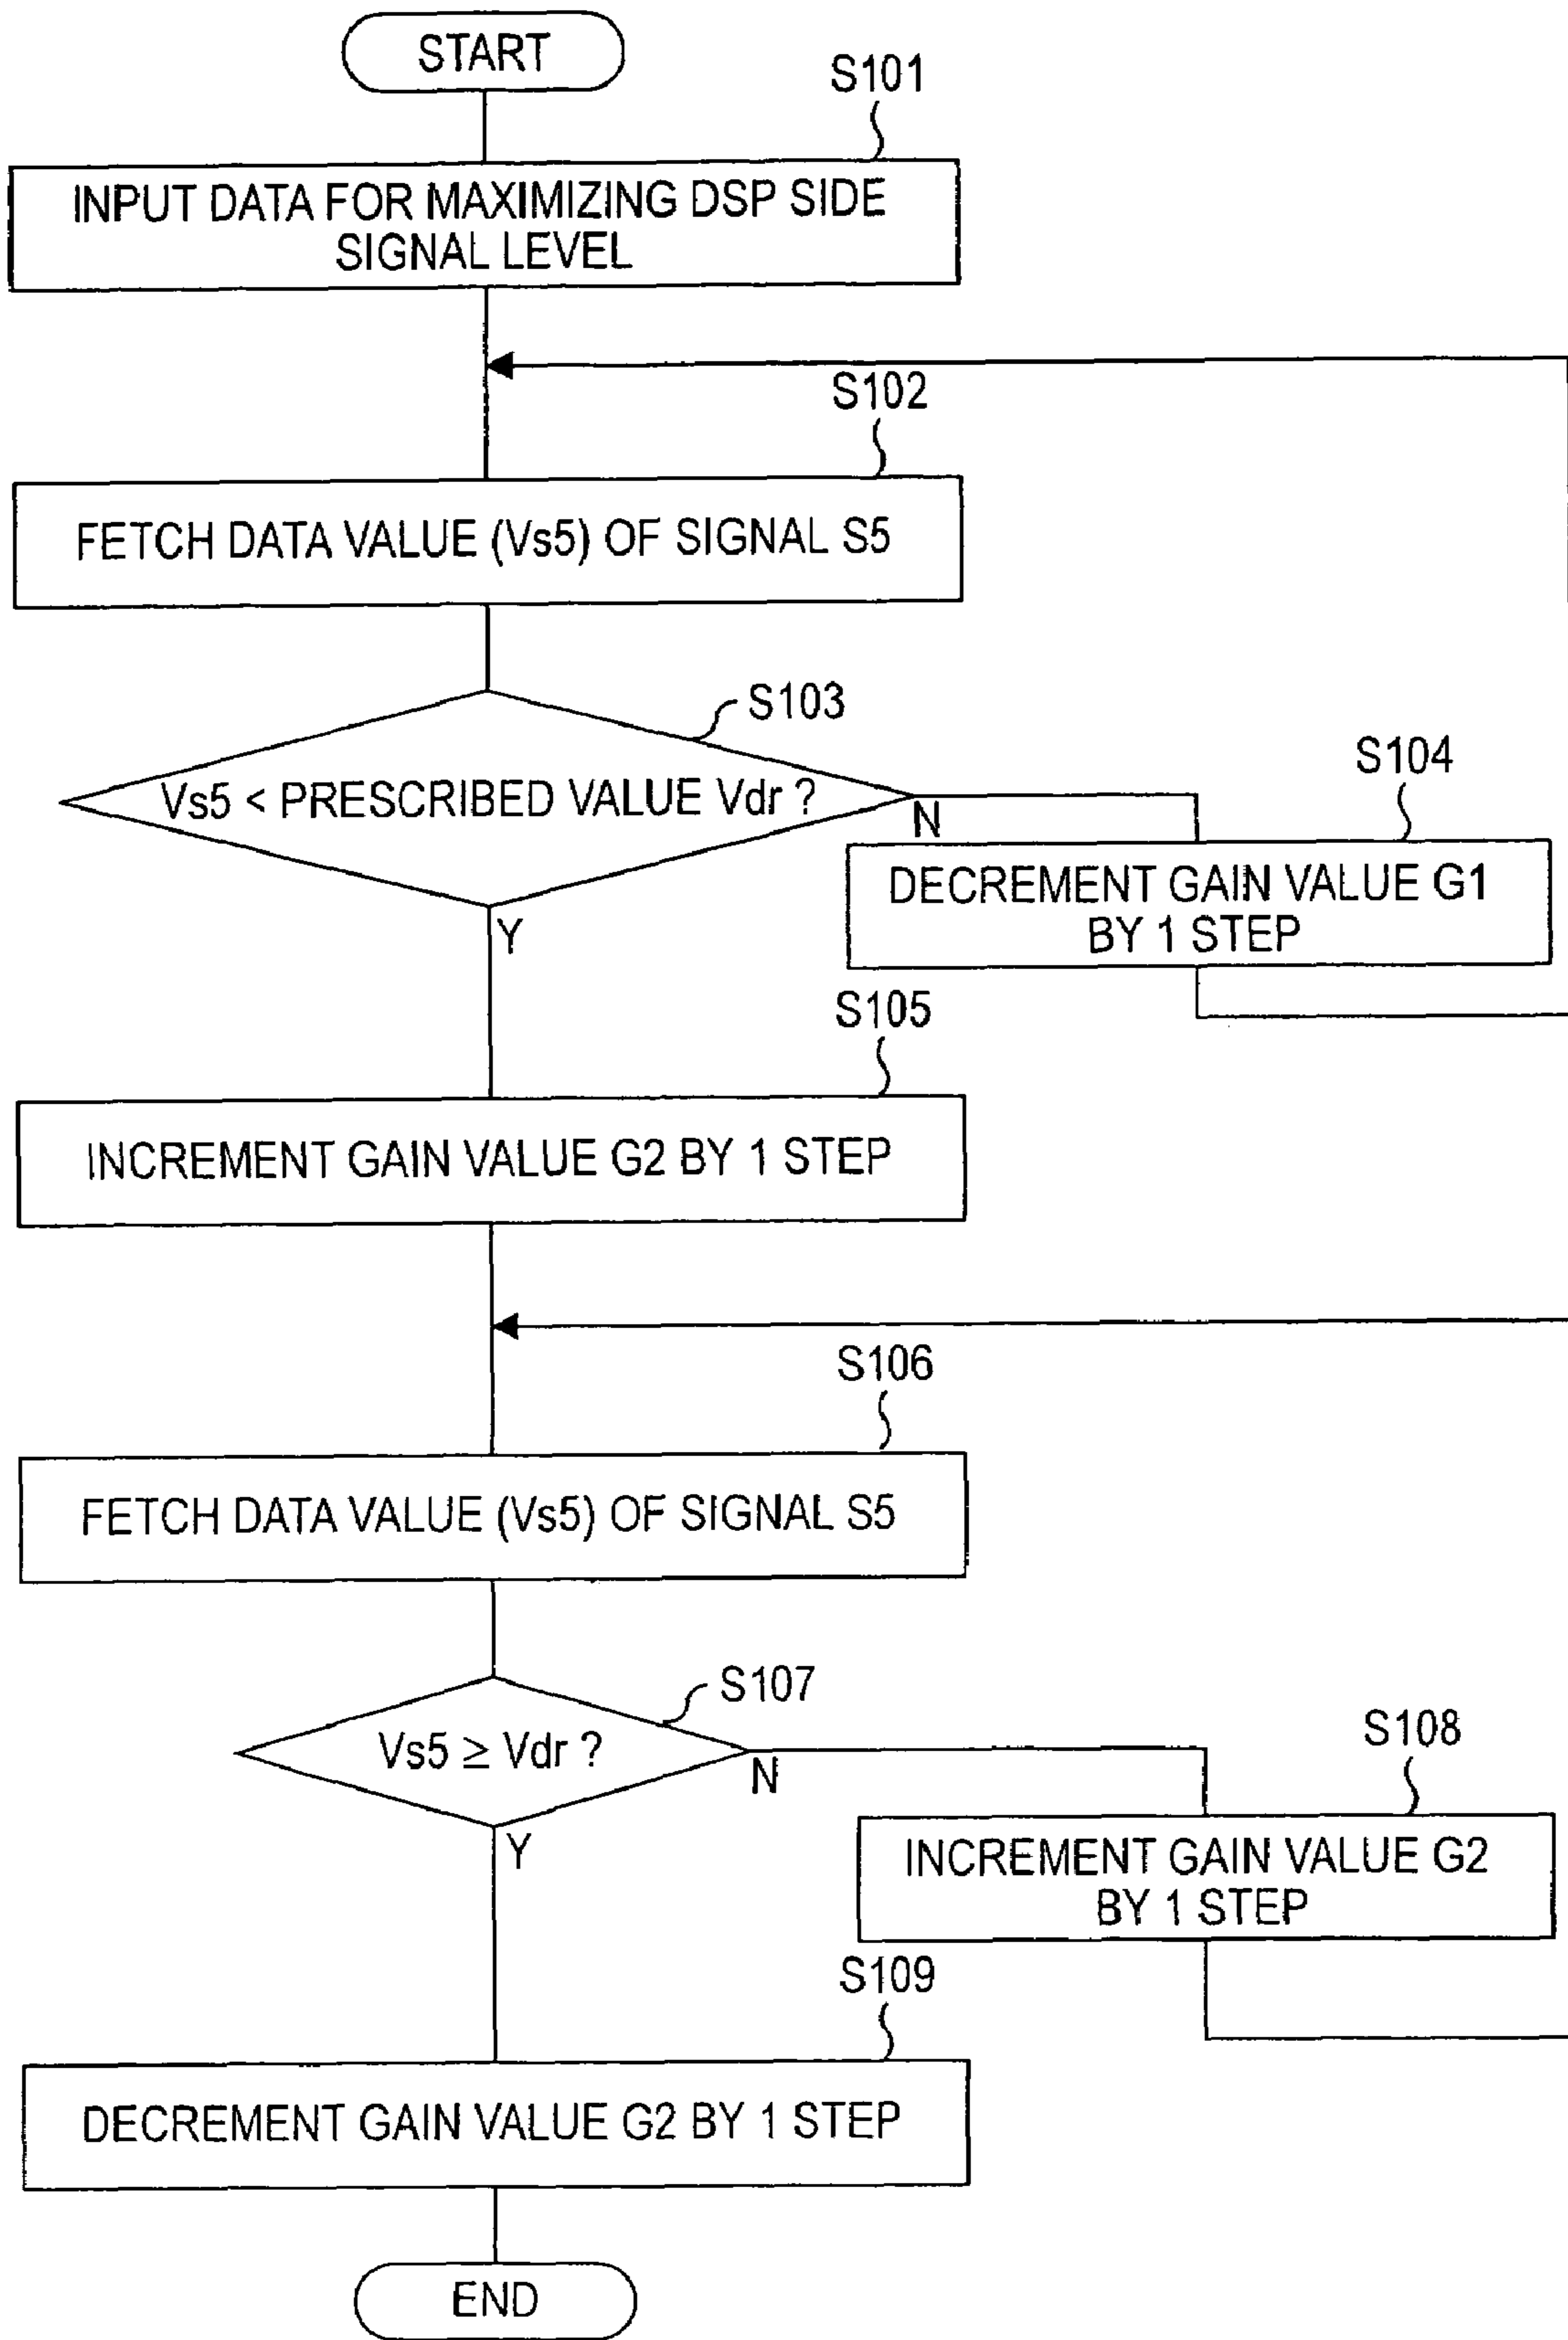 START
S101
INPUT DATA FOR MAXIMIZING DSP SIDE
SIGNAL LEVEL
S102
FETCH DATA VALUE (Vs5) OF SIGNAL S5
S103
Vs5 < PRESCRIBED VALUE Vdr ?
N
S104
DECREMENT GAIN VALUE G1
BY 1 STEP
Y
S105
INCREMENT GAIN VALUE G2 BY 1 STEP
S106
FETCH DATA VALUE (Vs5) OF SIGNAL S5
S107
Vs5 ≥ Vdr ?
N
S108
INCREMENT GAIN VALUE G2
BY 1 STEP
Y
S109
DECREMENT GAIN VALUE G2 BY 1 STEP
END